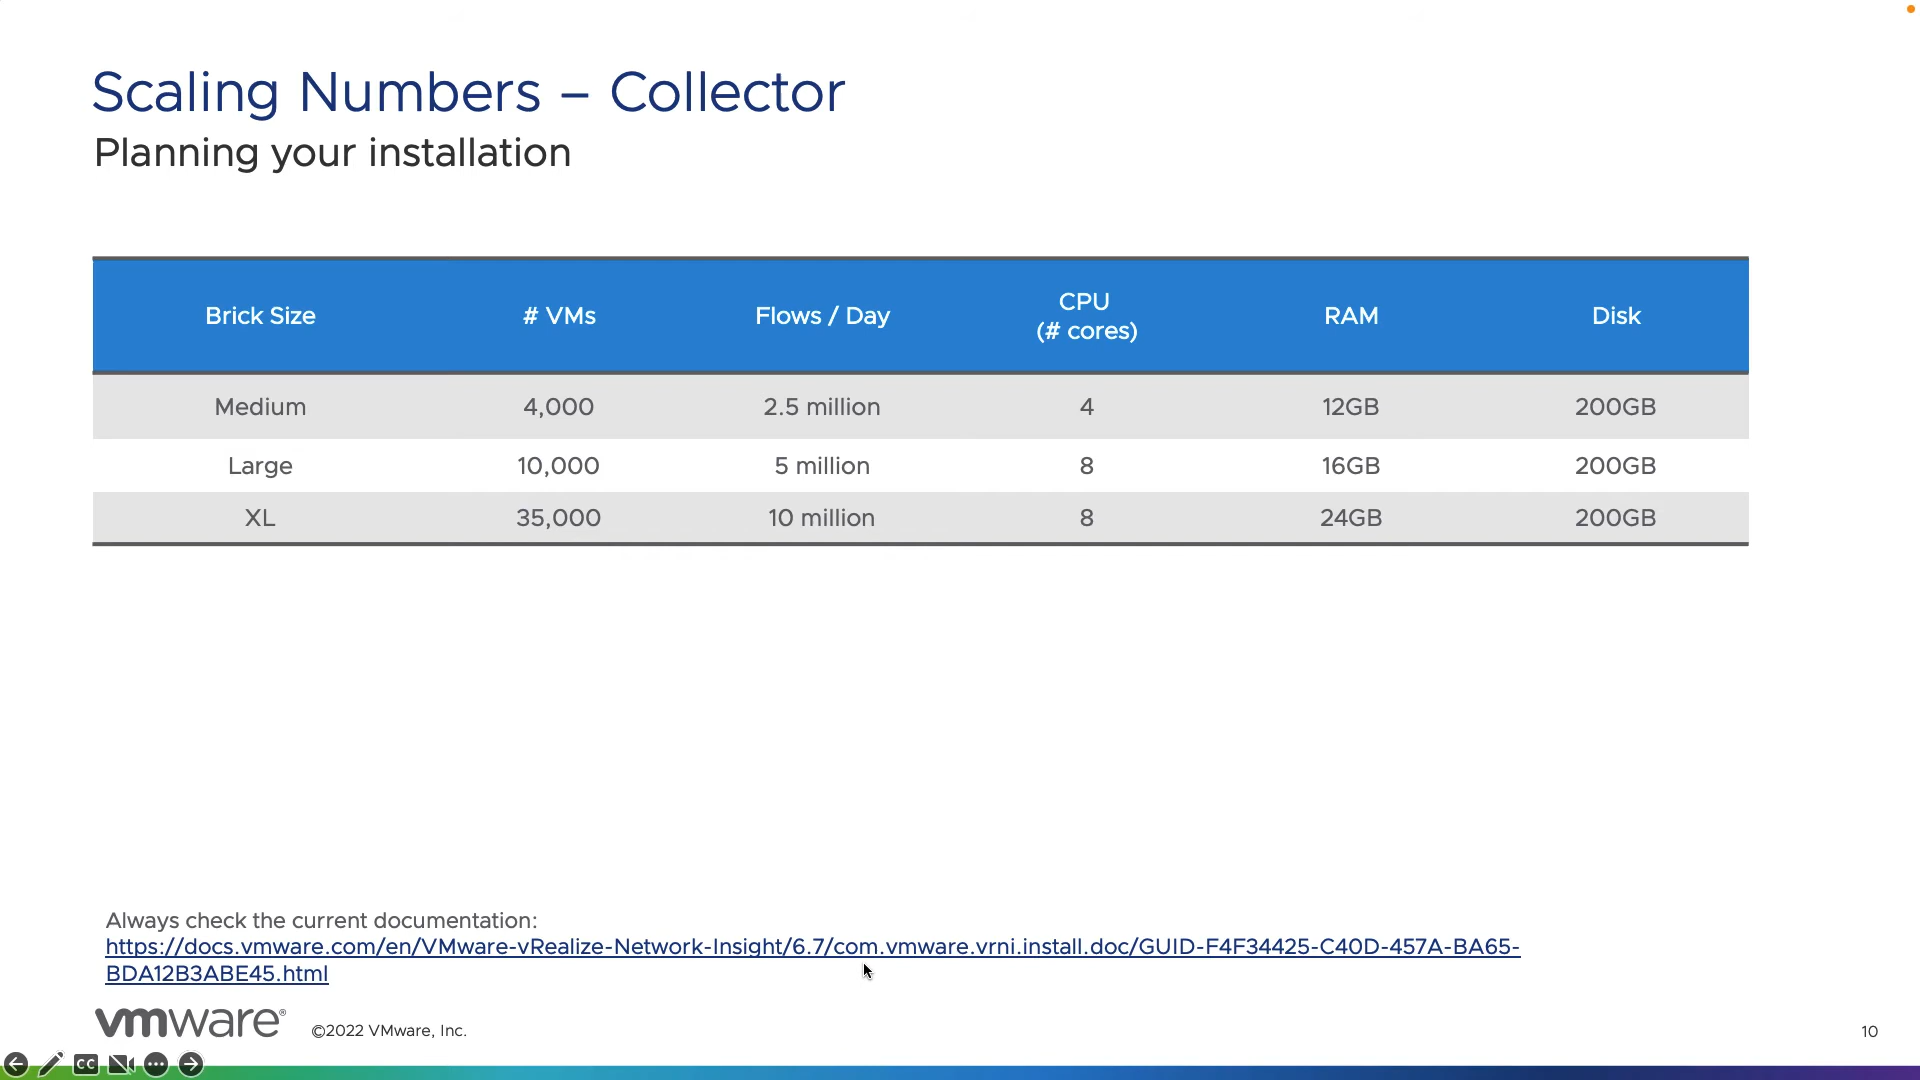 Scaling Numbers – Collector
Planning your installation
Brick Size # VMs Flows / Day CPU (# cores) RAM Disk
Medium 4,000 2.5 million 4 12GB 200GB
Large 10,000 5 million 8 16GB 200GB
XL 35,000 10 million 8 24GB 200GB
Always check the current documentation:
https://docs.vmware.com/en/VMware-vRealize-Network-Insight/6.7/com.vmware.vrni.install.doc/GUID-F4F34425-C40D-457A-BA65-
BDA12B3ABE45.html
vmware® ©2022 VMware, Inc. 10
CC